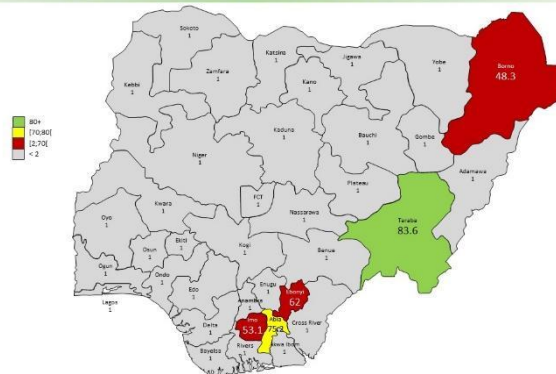 80+
[70;80[
[2;70[
< 2
Sokoto
1
Katsina
1
Jigawa
1
Yobe
1
Borno
48.3
Kebbi
1
Zamfara
1
Kano
1
Kaduna
1
Bauchi
1
Gombe
1
Adamawa
1
Niger
1
Plateau
1
FCT
1
Kwara
1
Nassarawa
1
Taraba
83.6
Oyo
1
Osun
1
Ekiti
1
Kogi
1
Benue
1
Ogun
1
Ondo
1
Edo
1
Enugu
1
Ebonyi
62
Anambra
1
Lagos
1
Delta
1
Imo
53.1
Abia
75.2
Cross River
1
Bayelsa
1
Rivers
1
Akwa Ibom
1